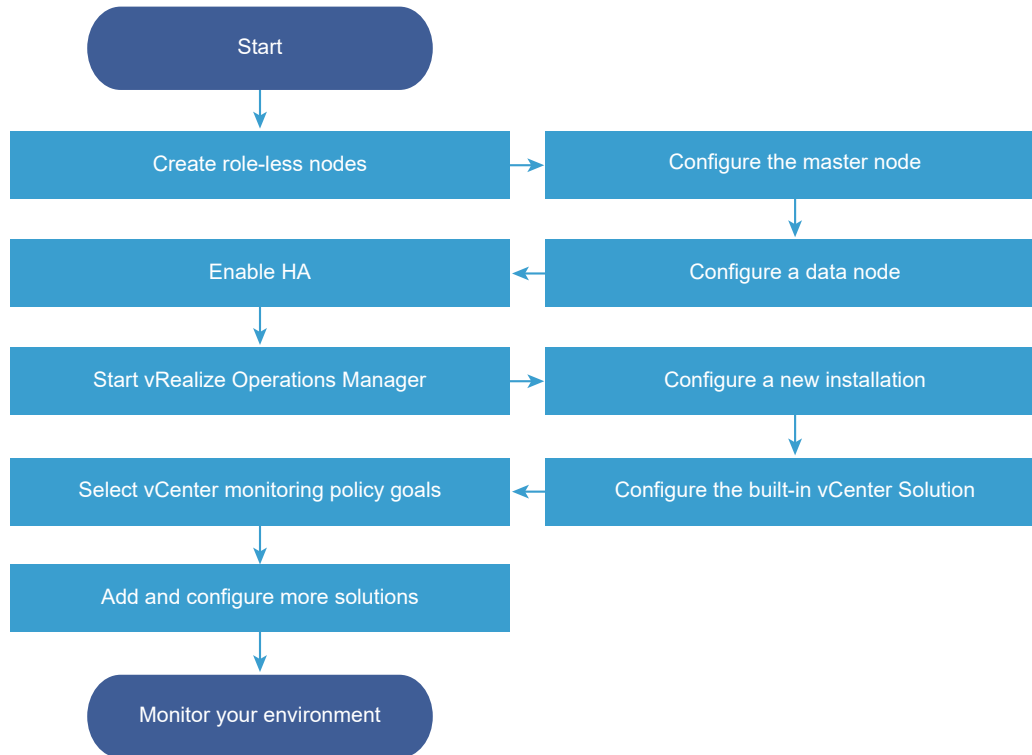 Start
Create role-less nodes
Configure the master node
Configure a data node
Enable HA
Start vRealize Operations Manager
Configure a new installation
Configure the built-in vCenter Solution
Select vCenter monitoring policy goals
Add and configure more solutions
Monitor your environment